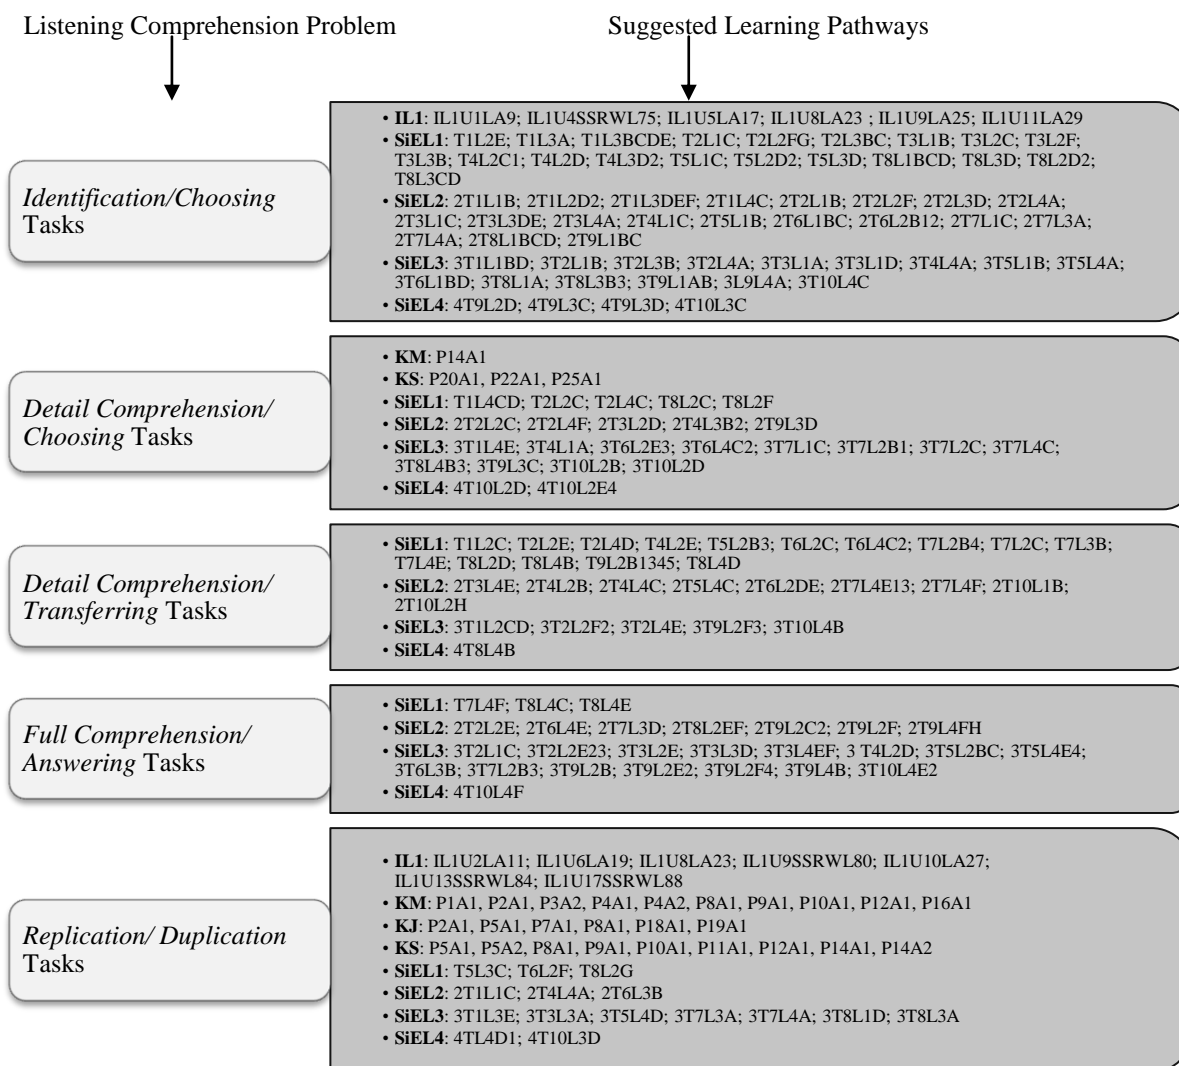 Listening Comprehension Problem
Suggested Learning Pathways
Identification/Choosing
Tasks
• IL1: IL1U1LA9; IL1U4SSRWL75; IL1U5LA17; IL1U8LA23 ; IL1U9LA25; IL1U11LA29
• SiEL1: T1L2E; T1L3A; T1L3BCDE; T2L1C; T2L2FG; T2L3BC; T3L1B; T3L2C; T3L2F;
T3L3B; T4L2C1; T4L2D; T4L3D2; T5L1C; T5L2D2; T5L3D; T8L1BCD; T8L3D; T8L2D2;
T8L3CD
• SiEL2: 2T1L1B; 2T1L2D2; 2T1L3DEF; 2T1L4C; 2T2L1B; 2T2L2F; 2T2L3D; 2T2L4A;
2T3L1C; 2T3L3DE; 2T3L4A; 2T4L1C; 2T5L1B; 2T6L1BC; 2T6L2B12; 2T7L1C; 2T7L3A;
2T7L4A; 2T8L1BCD; 2T9L1BC
• SiEL3: 3T1L1BD; 3T2L1B; 3T2L3B; 3T2L4A; 3T3L1A; 3T3L1D; 3T4L4A; 3T5L1B; 3T5L4A;
3T6L1BD; 3T8L1A; 3T8L3B3; 3T9L1AB; 3L9L4A; 3T10L4C
• SiEL4: 4T9L2D; 4T9L3C; 4T9L3D; 4T10L3C
Detail Comprehension/
Choosing Tasks
• KM: P14A1
• KS: P20A1, P22A1, P25A1
• SiEL1: T1L4CD; T2L2C; T2L4C; T8L2C; T8L2F
• SiEL2: 2T2L2C; 2T2L4F; 2T3L2D; 2T4L3B2; 2T9L3D
• SiEL3: 3T1L4E; 3T4L1A; 3T6L2E3; 3T6L4C2; 3T7L1C; 3T7L2B1; 3T7L2C; 3T7L4C;
3T8L4B3; 3T9L3C; 3T10L2B; 3T10L2D
• SiEL4: 4T10L2D; 4T10L2E4
Detail Comprehension/
Transferring Tasks
• SiEL1: T1L2C; T2L2E; T2L4D; T4L2E; T5L2B3; T6L2C; T6L4C2; T7L2B4; T7L2C; T7L3B;
T7L4E; T8L2D; T8L4B; T9L2B1345; T8L4D
• SiEL2: 2T3L4E; 2T4L2B; 2T4L4C; 2T5L4C; 2T6L2DE; 2T7L4E13; 2T7L4F; 2T10L1B;
2T10L2H
• SiEL3: 3T1L2CD; 3T2L2F2; 3T2L4E; 3T9L2F3; 3T10L4B
• SiEL4: 4T8L4B
Full Comprehension/
Answering Tasks
• SiEL1: T7L4F; T8L4C; T8L4E
• SiEL2: 2T2L2E; 2T6L4E; 2T7L3D; 2T8L2EF; 2T9L2C2; 2T9L2F; 2T9L4FH
• SiEL3: 3T2L1C; 3T2L2E23; 3T3L2E; 3T3L3D; 3T3L4EF; 3 T4L2D; 3T5L2BC; 3T5L4E4;
3T6L3B; 3T7L2B3; 3T9L2B; 3T9L2E2; 3T9L2F4; 3T9L4B; 3T10L4E2
• SiEL4: 4T10L4F
Replication/ Duplication
Tasks
• IL1: IL1U2LA11; IL1U6LA19; IL1U8LA23; IL1U9SSRWL80; IL1U10LA27;
IL1U13SSRWL84; IL1U17SSRWL88
• KM: P1A1, P2A1, P3A2, P4A1, P4A2, P8A1, P9A1, P10A1, P12A1, P16A1
• KJ: P2A1, P5A1, P7A1, P8A1, P18A1, P19A1
• KS: P5A1, P5A2, P8A1, P9A1, P10A1, P11A1, P12A1, P14A1, P14A2
• SiEL1: T5L3C; T6L2F; T8L2G
• SiEL2: 2T1L1C; 2T4L4A; 2T6L3B
• SiEL3: 3T1L3E; 3T3L3A; 3T5L4D; 3T7L3A; 3T7L4A; 3T8L1D; 3T8L3A
• SiEL4: 4TL4D1; 4T10L3D